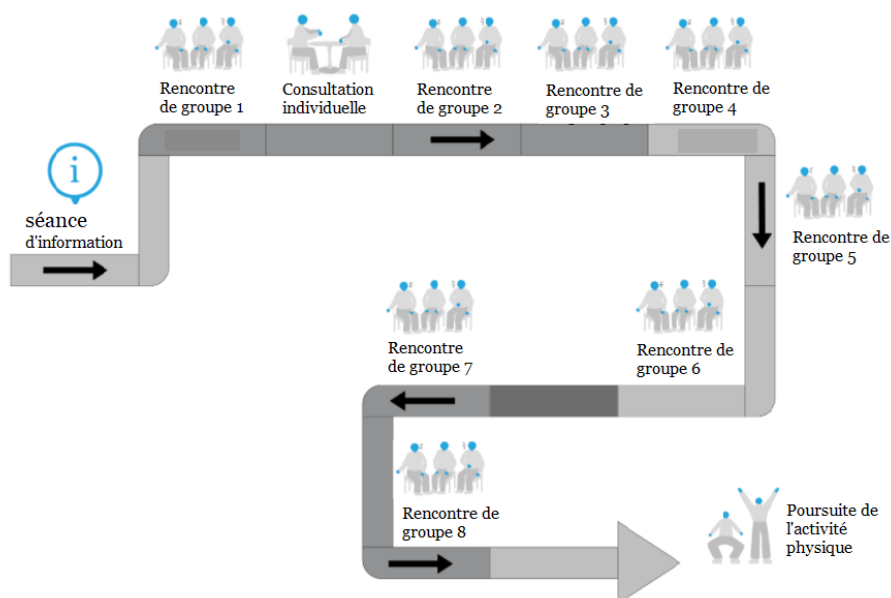 Rencontre
de groupe 1
Consultation
individuelle
Rencontre
de groupe 2
Rencontre de
groupe 3
Rencontre de
groupe 4
i
séance
d'information
Rencontre de
groupe 5
Rencontre de
groupe 6
Rencontre
de groupe 7
Rencontre de
groupe 8
Poursuite de
l'activité
physique